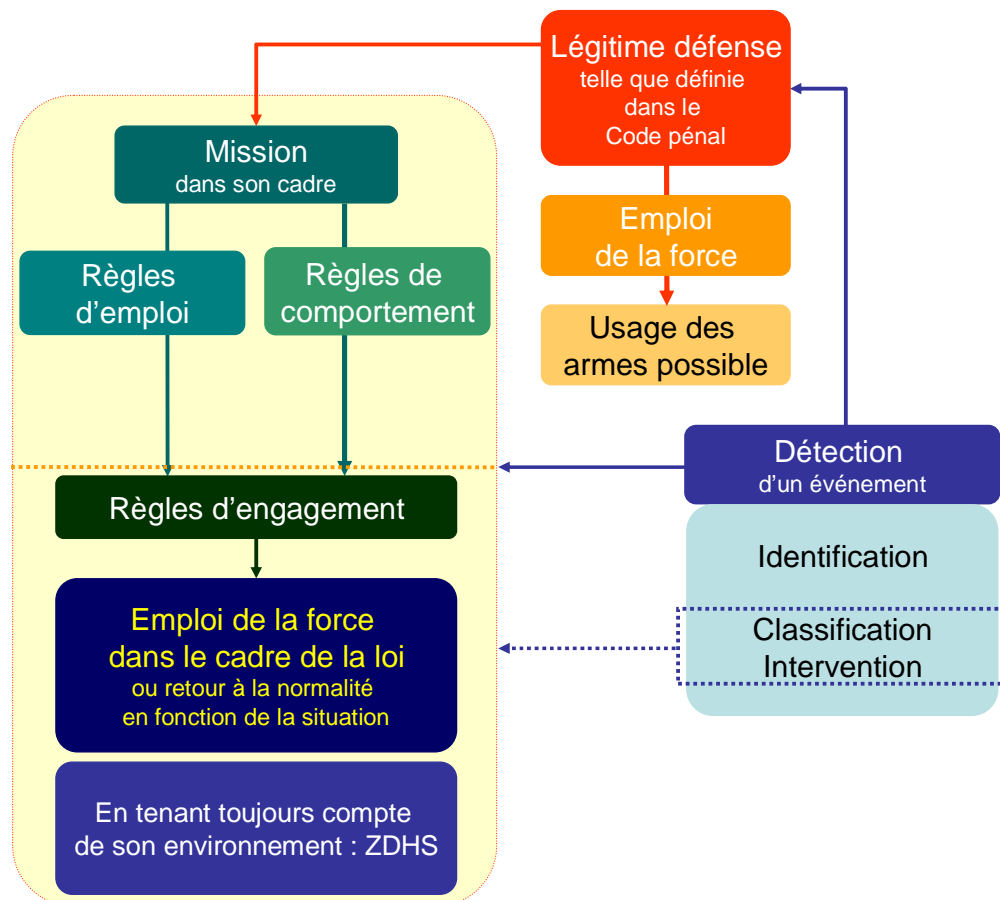 Légitime défense
telle que définie
dans le
Code pénal
Mission
dans son cadre
Emploi
de la force
Règles
d’emploi
Règles de
comportement
Usage des
armes possible
Détection
d’un événement
Règles d’engagement
Identification
Emploi de la force
dans le cadre de la loi
ou retour à la normalité
en fonction de la situation
Classification
Intervention
En tenant toujours compte
de son environnement : ZDHS